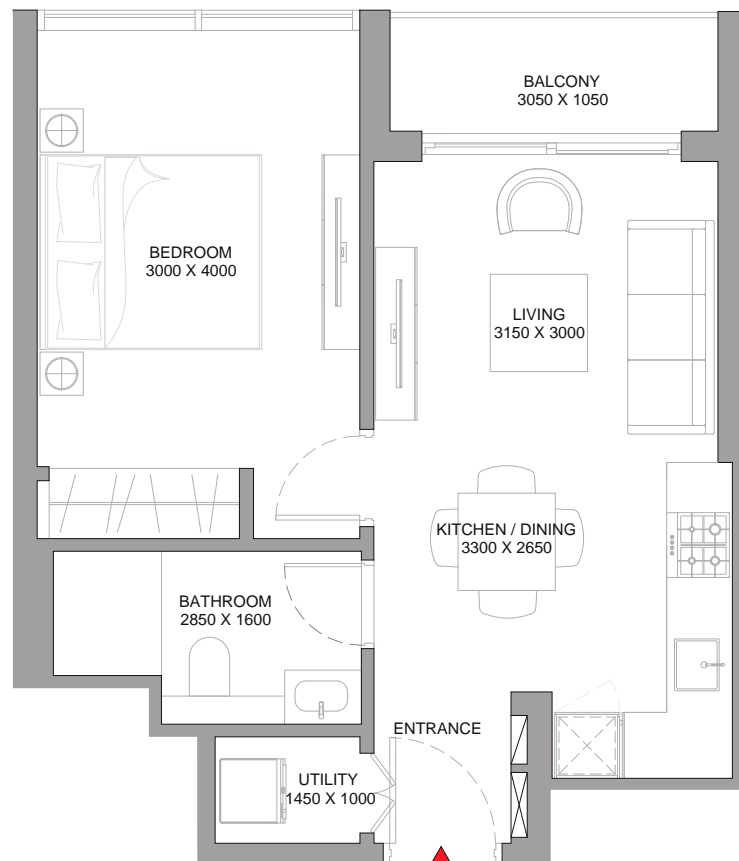 BALCONY
3050 X 1050
BEDROOM
3000 X 4000
LIVING
3150 X 3000
KITCHEN / DINING
3300 X 2650
BATHROOM
2850 X 1600
ENTRANCE
UTILITY
1450 X 1000